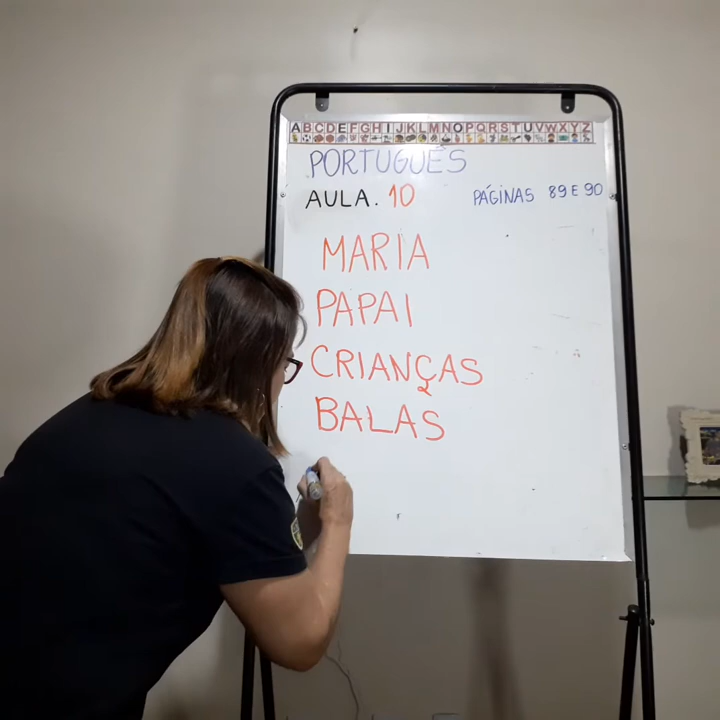 ABCDEFGHIJKLMNOPQRSTUVWXYZ
PORTUGUÊS
AULA. 10 PÁGINAS 89 E 90
MARIA
PAPAI
CRIANÇAS
BALAS